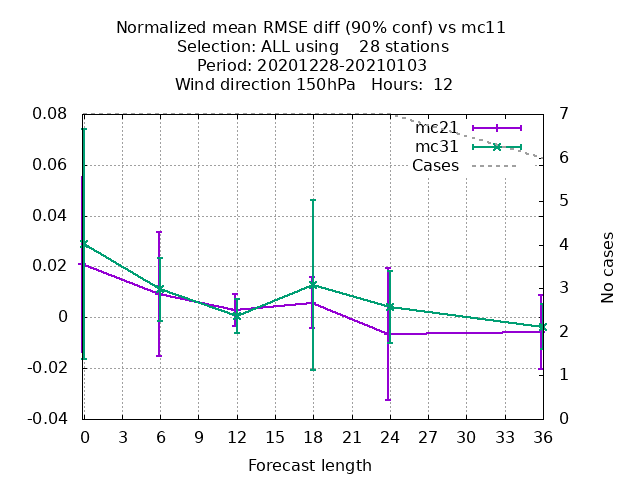 Normalized mean RMSE diff (90% conf) vs mc11
Selection: ALL using    28 stations
Period: 20201228-20210103
Wind direction 150hPa   Hours:  12
0.08
0.06
0.04
0.02
0
-0.02
-0.04
7
6
5
4
3
2
1
0
mc21
mc31
Cases
No cases
0 3 6 9 12 15 18 21 24 27 30 33 36
Forecast length